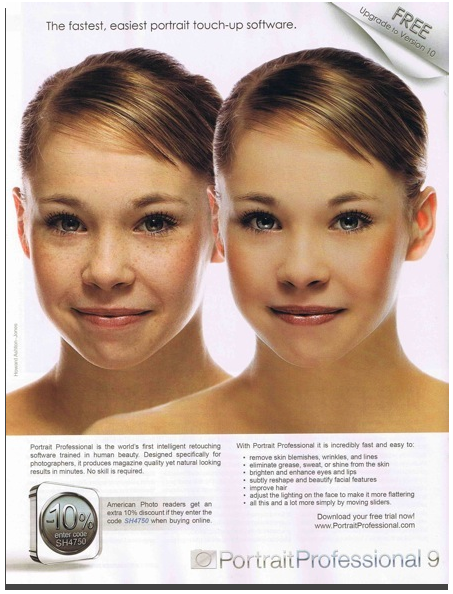 The fastest, easiest portrait touch-up software.
FREE
Upgrade to Version 10
Howard Ashton-Jones
Portrait Professional is the world's first intelligent retouching
software trained in human beauty. Designed specifically for
photographers, it produces magazine quality yet natural looking
results in minutes. No skill is required.
-10%
enter code
SH4750
American Photo readers get an
extra 10% discount if they enter the
code SH4750 when buying online.
With Portrait Professional it is incredibly fast and easy to:
• remove skin blemishes, wrinkles, and lines
• eliminate grease, sweat, or shine from the skin
• brighten and enhance eyes and lips
• subtly reshape and beautify facial features
• improve hair
• adjust the lighting on the face to make it more flattering
• all this and a lot more simply by moving sliders.
Download your free trial now!
www.PortraitProfessional.com
PortraitProfessional 9